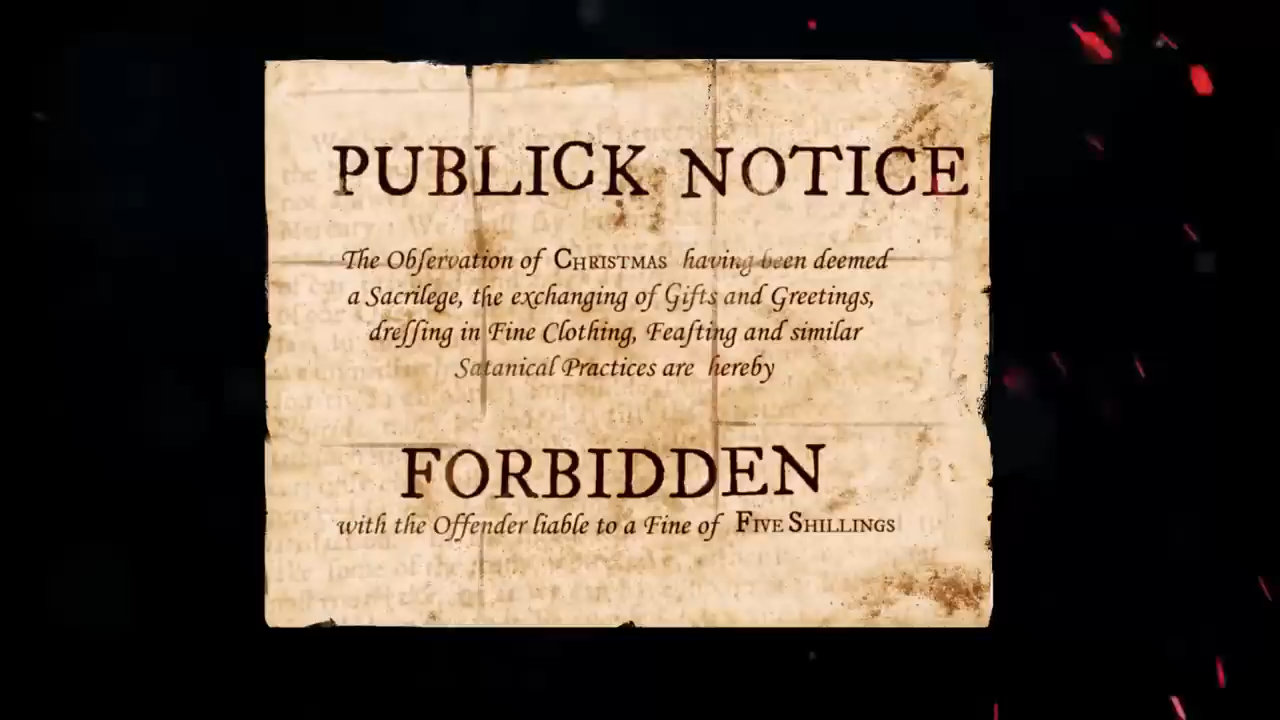 PUBLICK NOTICE
The Obſervation of CHRISTMAS having been deemed
a Sacrilege, the exchanging of Gifts and Greetings,
dreſſing in Fine Clothing, Feaſting and similar
Satanical Practices are hereby
FORBIDDEN
with the Offender liable to a Fine of FIVE SHILLINGS